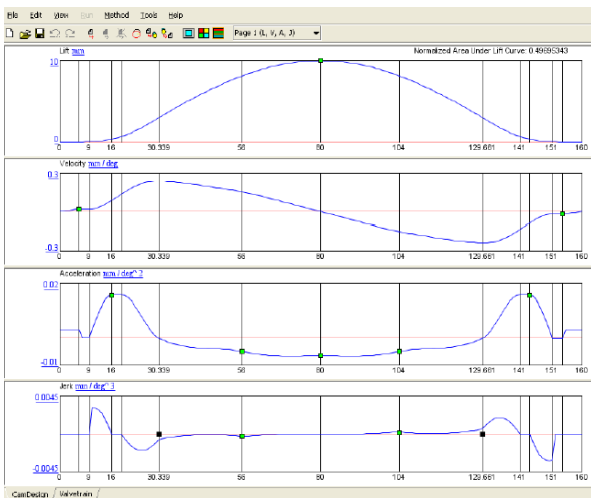 File Edit View Run Method Tools Help
Page 1 (L, V, A, J)
Lift mm Normalized Area Under Lift Curve: 0.49695343
10
0
0 9 16 30.339 56 80 104 129.661 141 151 160
Velocity mm / deg
0.3
-0.3
0 9 16 30.339 56 80 104 129.661 141 151 160
Acceleration mm / deg^2
0.02
-0.01
0 9 16 30.339 56 80 104 129.661 141 151 160
Jerk mm / deg^3
0.0045
-0.0045
0 9 16 30.339 56 80 104 129.661 141 151 160
CamDesign Valvetrain